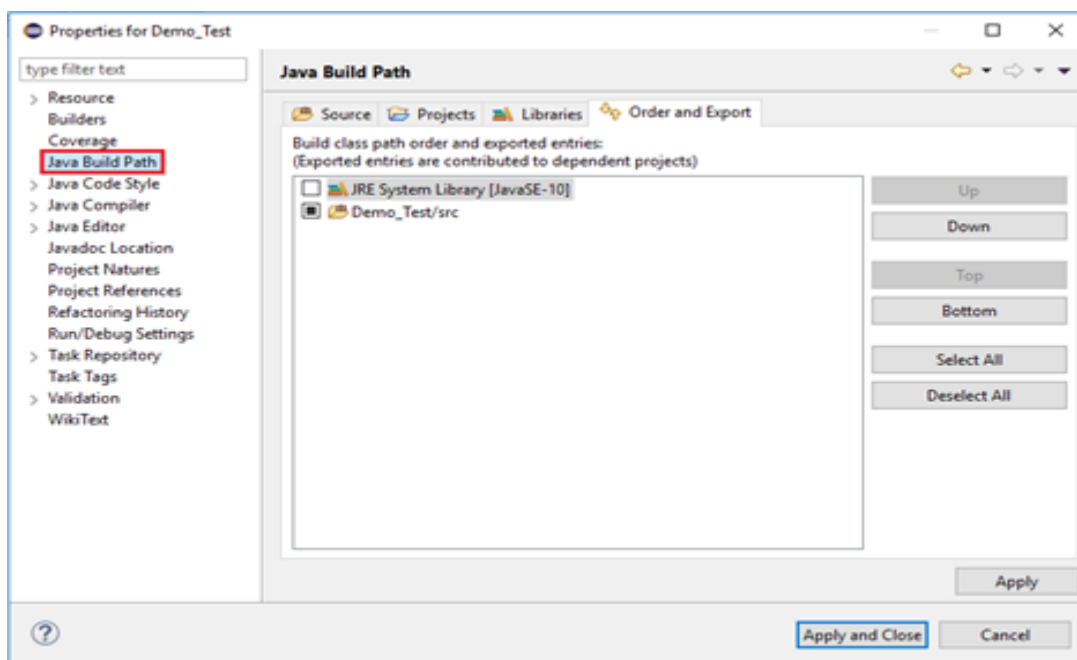 Properties for Demo_Test
type filter text
Resource
Builders
Coverage
Java Build Path
Java Code Style
Java Compiler
Java Editor
Javadoc Location
Project Natures
Project References
Refactoring History
Run/Debug Settings
Task Repository
Task Tags
Validation
WikiText
Java Build Path
Source Projects Libraries Order and Export
Build class path order and exported entries:
(Exported entries are contributed to dependent projects)
JRE System Library [JavaSE-10]
Demo_Test/src
Up
Down
Top
Bottom
Select All
Deselect All
Apply
Apply and Close Cancel